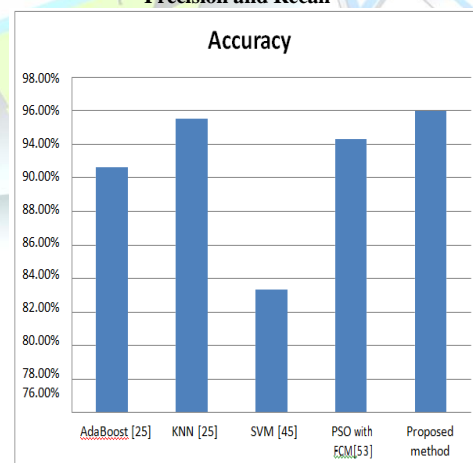 Precision and Recall
Accuracy
98.00%
96.00%
94.00%
90.00%
88.00%
86.00%
84.00%
82.00%
80.00%
78.00%
76.00%
AdaBoost [25] KNN [25] SVM [45] PSO with Proposed
FCM[53] method